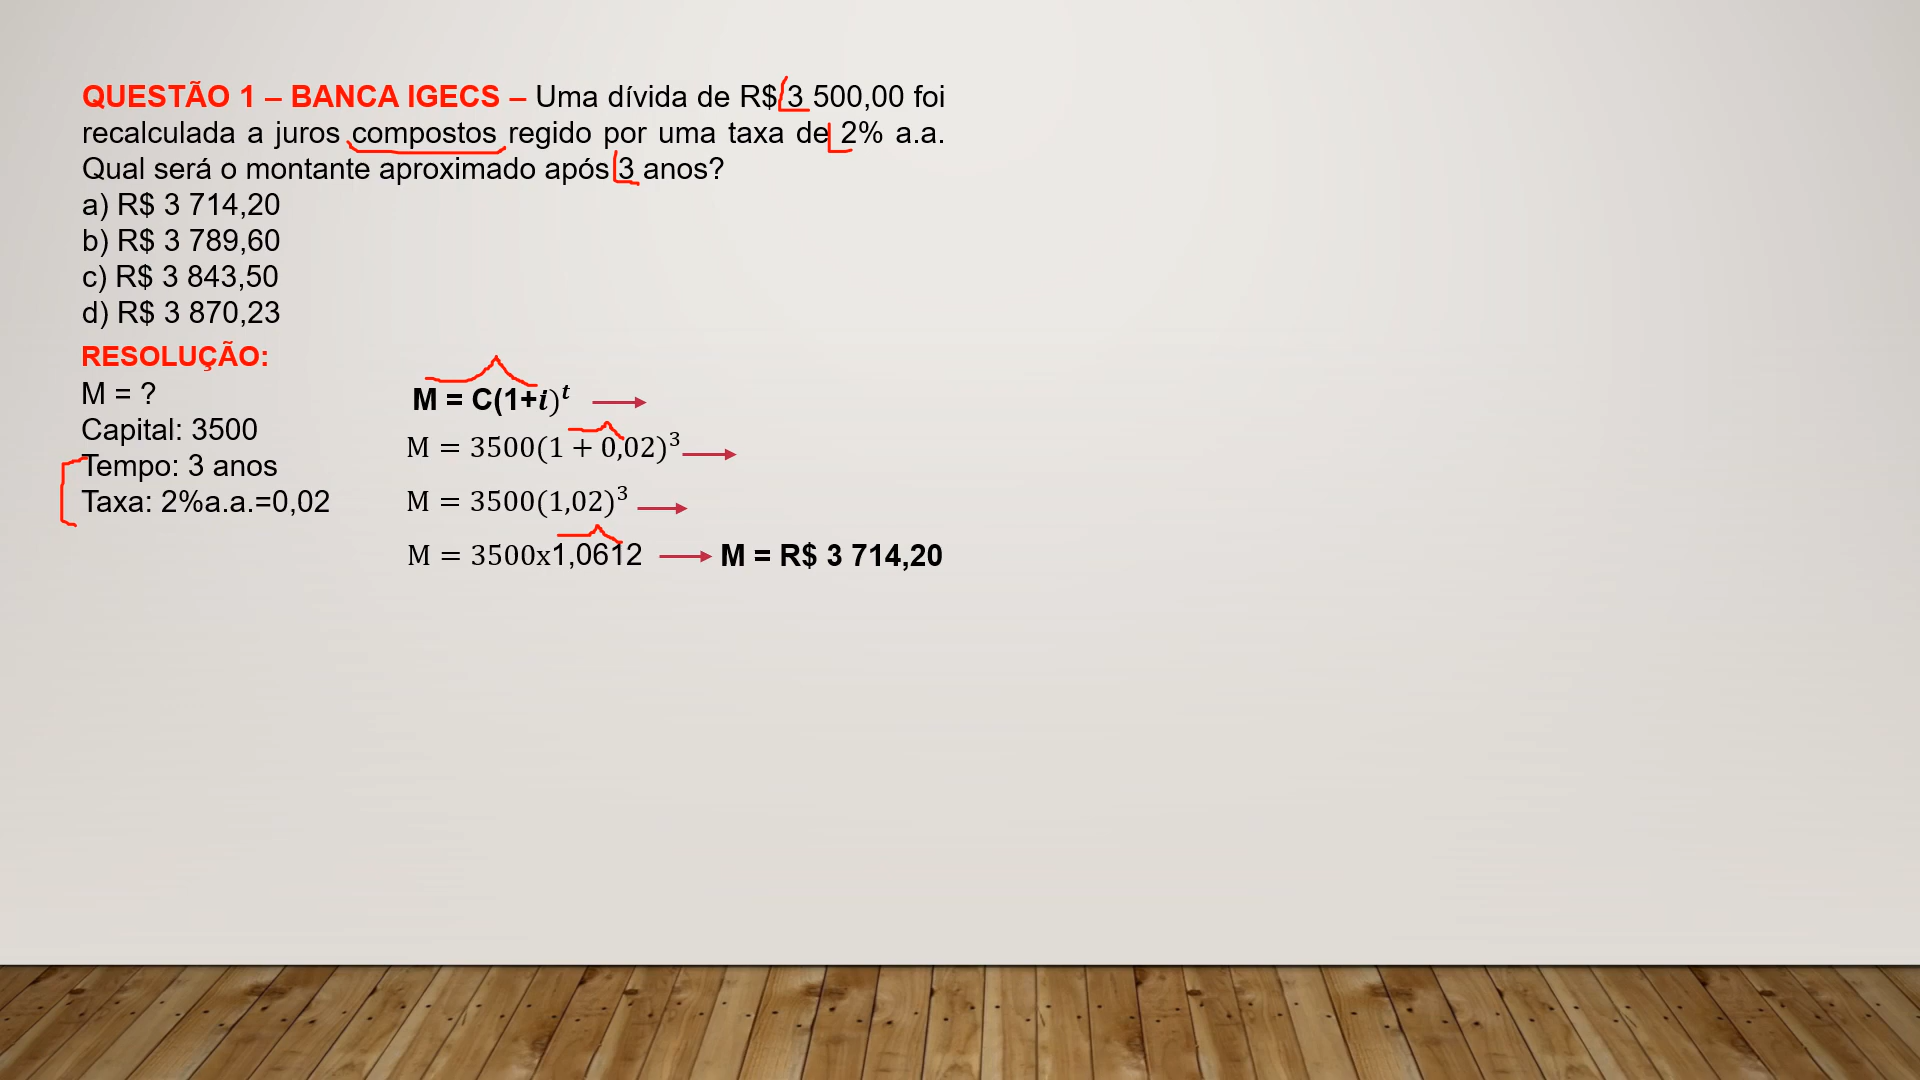 QUESTÃO 1 – BANCA IGECS – Uma dívida de R$ 3 500,00 foi
recalculada a juros compostos regido por uma taxa de 2% a.a.
Qual será o montante aproximado após 3 anos?
a) R$ 3 714,20
b) R$ 3 789,60
c) R$ 3 843,50
d) R$ 3 870,23
RESOLUÇÃO:
M = ?
Capital: 3500
Tempo: 3 anos
Taxa: 2%a.a.=0,02
M = C(1+i)^t
M = 3500(1 + 0,02)³
M = 3500(1,02)³
M = 3500x1,0612
M = R$ 3 714,20